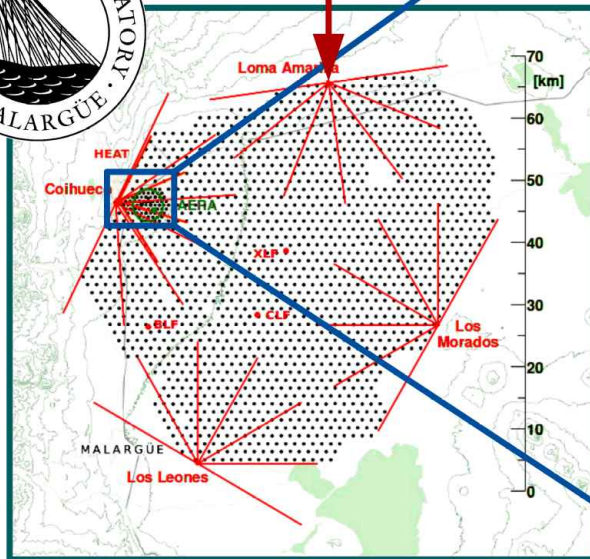 ATORY
MALARGÜE ·
70
[km]
60
50
40
30
20
10
0
Loma Amarilla
HEAT
Coihueco
AERA
XLF
CLF
BLF
Los
Morados
MALARGÜE
Los Leones